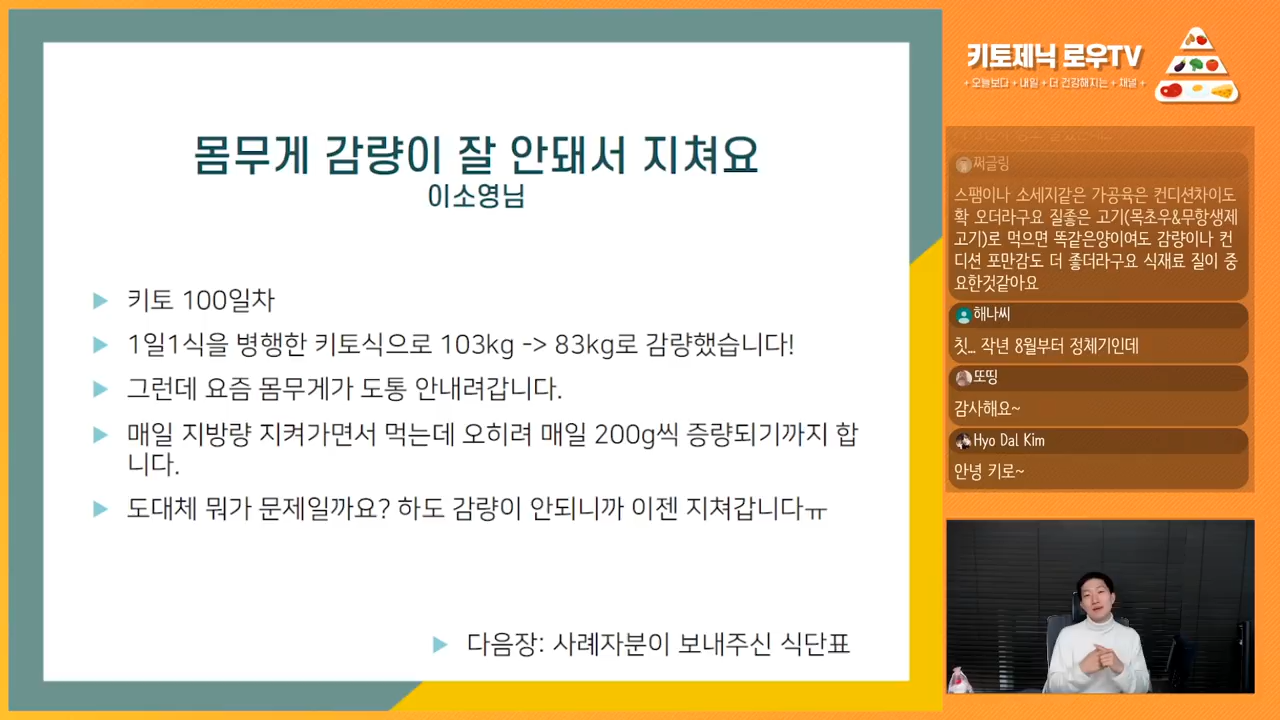 몸무게 감량이 잘 안돼서 지쳐요
이소영님
키토 100일차
1일1식을 병행한 키토식으로 103kg -> 83kg로 감량했습니다!
그런데 요즘 몸무게가 도통 안내려갑니다.
매일 지방량 지켜가면서 먹는데 오히려 매일 200g씩 증량되기까지 합
니다.
도대체 뭐가 문제일까요? 하도 감량이 안되니까 이젠 지쳐갑니다ㅠ
다음장: 사례자분이 보내주신 식단표
키토제닉 로우TV
+ 오늘보다 + 내일 + 더 건강해지는 + 채널 +
쩌글링
스팸이나 소세지같은 가공육은 컨디션차이도
확 오더라구요 질좋은 고기(목초우&무항생제
고기)로 먹으면 똑같은양이여도 감량이나 컨
디션 포만감도 더 좋더라구요 식재료 질이 중
요한것같아요
해나씨
칫... 작년 8월부터 정체기인데
또띵
감사해요~
Hyo Dal Kim
안녕 키로~